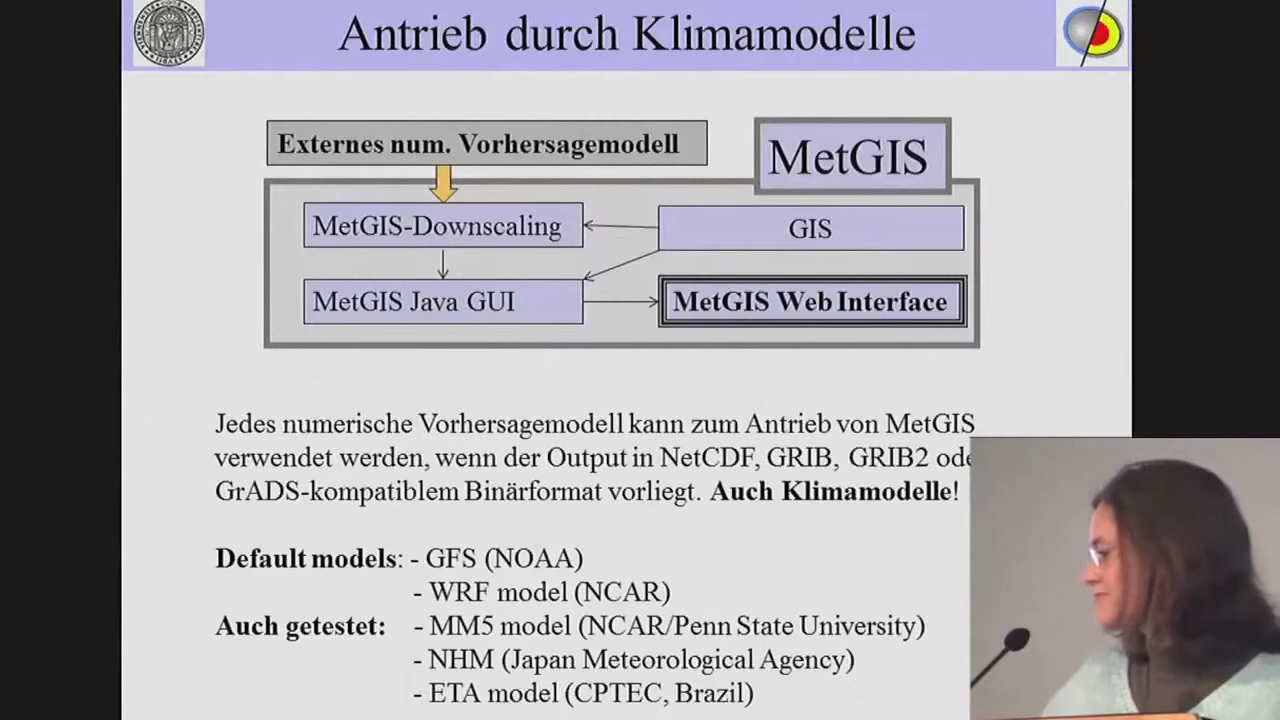 Antrieb durch Klimamodelle
Externes num. Vorhersagemodell
MetGIS
MetGIS-Downscaling
GIS
MetGIS Java GUI
MetGIS Web Interface
Jedes numerische Vorhersagemodell kann zum Antrieb von MetGIS
verwendet werden, wenn der Output in NetCDF, GRIB, GRIB2
GrADS-kompatiblem Binärformat vorliegt. Auch Klimamodelle!
Default models: - GFS (NOAA)
- WRF model (NCAR)
Auch getestet: - MM5 model (NCAR/Penn State University)
- NHM (Japan Meteorological Agency)
- ETA model (CPTEC, Brazil)